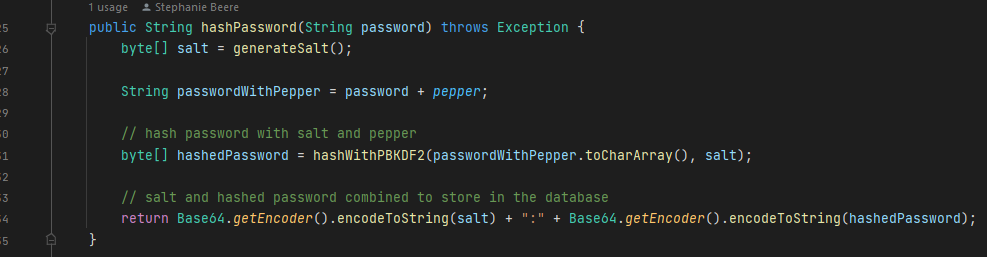 1 usage Stephanie Beere
25 public String hashPassword(String password) throws Exception {
26 byte[] salt = generateSalt();
27
28 String passwordWithPepper = password + pepper;
29
30 // hash password with salt and pepper
31 byte[] hashedPassword = hashWithPBKDF2(passwordWithPepper.toCharArray(), salt);
32
33 // salt and hashed password combined to store in the database
34 return Base64.getEncoder().encodeToString(salt) + ":" + Base64.getEncoder().encodeToString(hashedPassword);
35 }